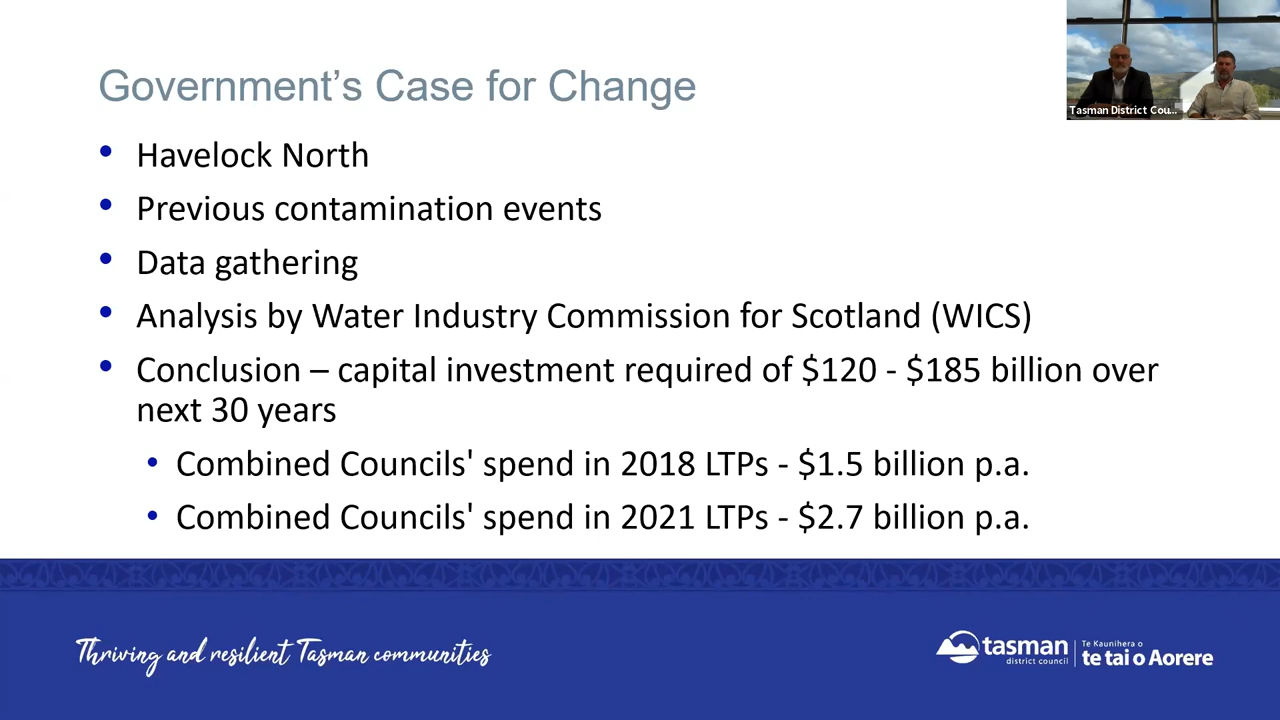 Government's Case for Change
Tasman District Cou...
• Havelock North
• Previous contamination events
• Data gathering
• Analysis by Water Industry Commission for Scotland (WICS)
• Conclusion – capital investment required of $120 - $185 billion over
next 30 years
• Combined Councils' spend in 2018 LTPs - $1.5 billion p.a.
• Combined Councils' spend in 2021 LTPs - $2.7 billion p.a.
Thriving and resilient Tasman communities
tasman
district council
Te Kaunihera o
te tai o Aorere